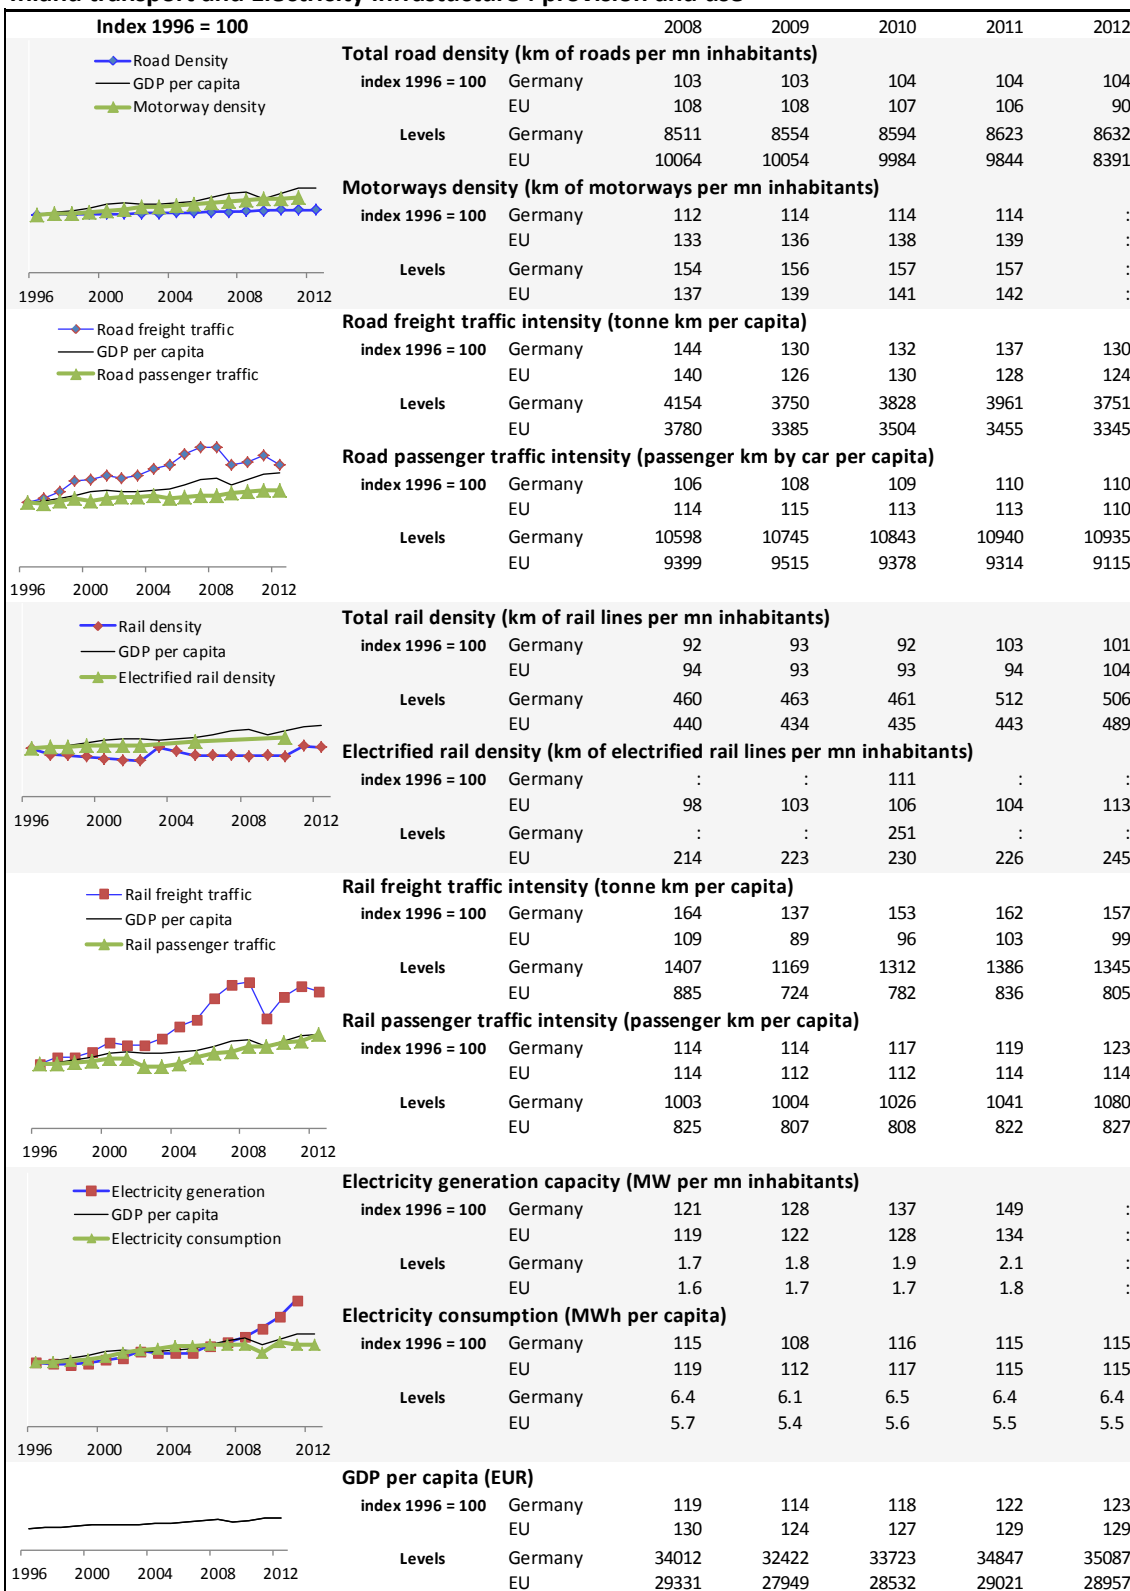 Inland transport and Electricity infrastucture : provision and use
Index 1996 = 100 2008 2009 2010 2011 2012
Road Density
GDP per capita
Motorway density
1996 2000 2004 2008 2012
Total road density (km of roads per mn inhabitants)
index 1996 = 100 Germany 103 103 104 104 104
EU 108 108 107 106 90
Levels Germany 8511 8554 8594 8623 8632
EU 10064 10054 9984 9844 8391
Motorways density (km of motorways per mn inhabitants)
index 1996 = 100 Germany 112 114 114 114 :
EU 133 136 138 139 :
Levels Germany 154 156 157 157 :
EU 137 139 141 142 :
Road freight traffic
GDP per capita
Road passenger traffic
1996 2000 2004 2008 2012
Road freight traffic intensity (tonne km per capita)
index 1996 = 100 Germany 144 130 132 137 130
EU 140 126 130 128 124
Levels Germany 4154 3750 3828 3961 3751
EU 3780 3385 3504 3455 3345
Road passenger traffic intensity (passenger km by car per capita)
index 1996 = 100 Germany 106 108 109 110 110
EU 114 115 113 113 110
Levels Germany 10598 10745 10843 10940 10935
EU 9399 9515 9378 9314 9115
Rail density
GDP per capita
Electrified rail density
1996 2000 2004 2008 2012
Total rail density (km of rail lines per mn inhabitants)
index 1996 = 100 Germany 92 93 92 103 101
EU 94 93 93 94 104
Levels Germany 460 463 461 512 506
EU 440 434 435 443 489
Electrified rail density (km of electrified rail lines per mn inhabitants)
index 1996 = 100 Germany : : 111 : :
EU 98 103 106 104 113
Levels Germany : : 251 : :
EU 214 223 230 226 245
Rail freight traffic
GDP per capita
Rail passenger traffic
1996 2000 2004 2008 2012
Rail freight traffic intensity (tonne km per capita)
index 1996 = 100 Germany 164 137 153 162 157
EU 109 89 96 103 99
Levels Germany 1407 1169 1312 1386 1345
EU 885 724 782 836 805
Rail passenger traffic intensity (passenger km per capita)
index 1996 = 100 Germany 114 114 117 119 123
EU 114 112 112 114 114
Levels Germany 1003 1004 1026 1041 1080
EU 825 807 808 822 827
Electricity generation
GDP per capita
Electricity consumption
1996 2000 2004 2008 2012
Electricity generation capacity (MW per mn inhabitants)
index 1996 = 100 Germany 121 128 137 149 :
EU 119 122 128 134 :
Levels Germany 1.7 1.8 1.9 2.1 :
EU 1.6 1.7 1.7 1.8 :
Electricity consumption (MWh per capita)
index 1996 = 100 Germany 115 108 116 115 115
EU 119 112 117 115 115
Levels Germany 6.4 6.1 6.5 6.4 6.4
EU 5.7 5.4 5.6 5.5 5.5
1996 2000 2004 2008 2012
GDP per capita (EUR)
index 1996 = 100 Germany 119 114 118 122 123
EU 130 124 127 129 129
Levels Germany 34012 32422 33723 34847 35087
EU 29331 27949 28532 29021 28957